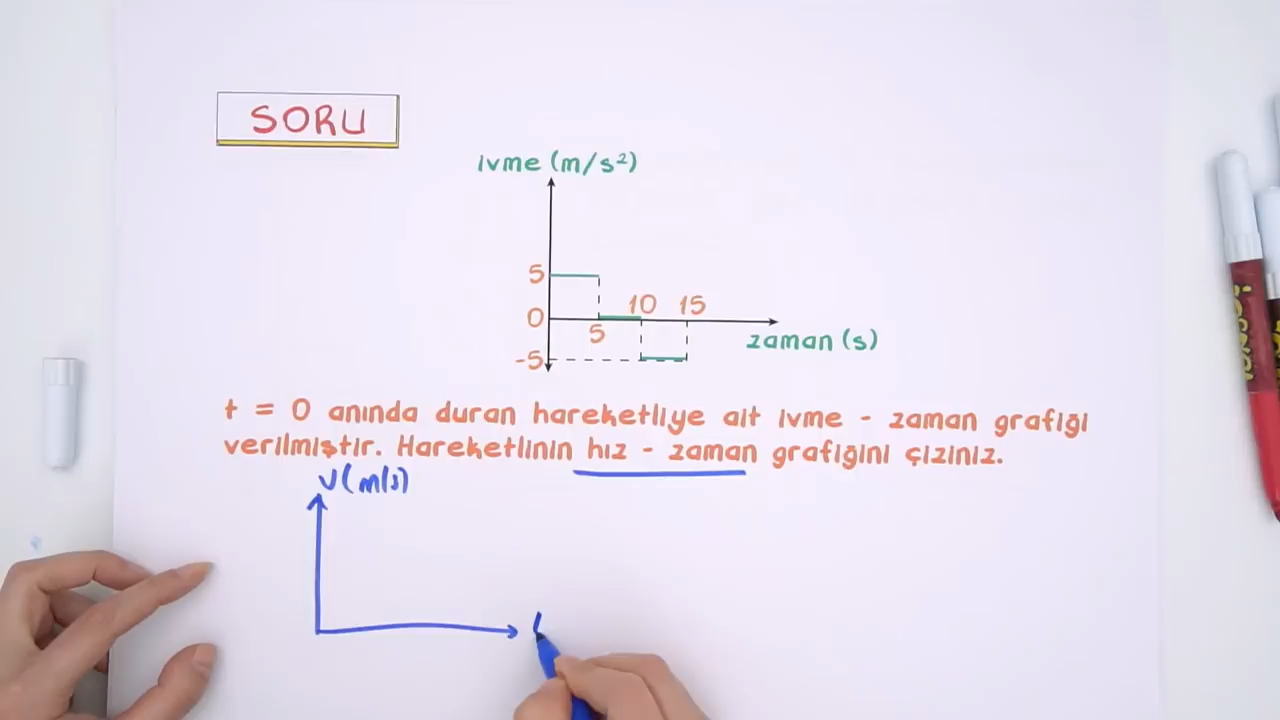 SORU
ivme (m/s²)
5
10 15
0
5
zaman (s)
-5
t = 0 anında duran hareketliye ait ivme - zaman grafiği
verilmiştir. Hareketlinin hız - zaman grafiğini çiziniz.
V(m/s)